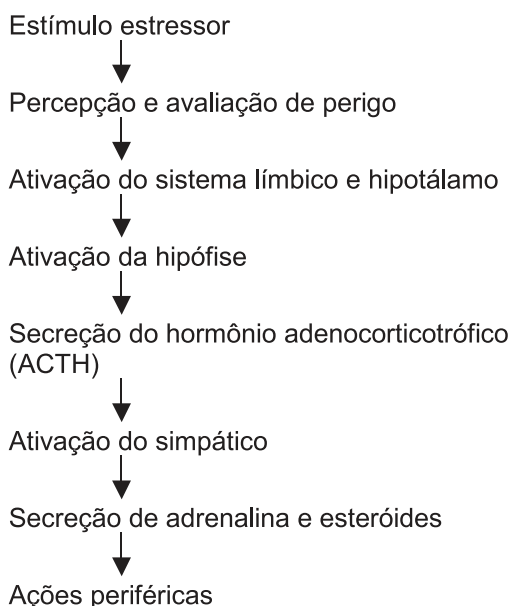 Estímulo estressor
Percepção e avaliação de perigo
Ativação do sistema límbico e hipotálamo
Ativação da hipófise
Secreção do hormônio adenocorticotrófico
(ACTH)
Ativação do simpático
Secreção de adrenalina e esteróides
Ações periféricas